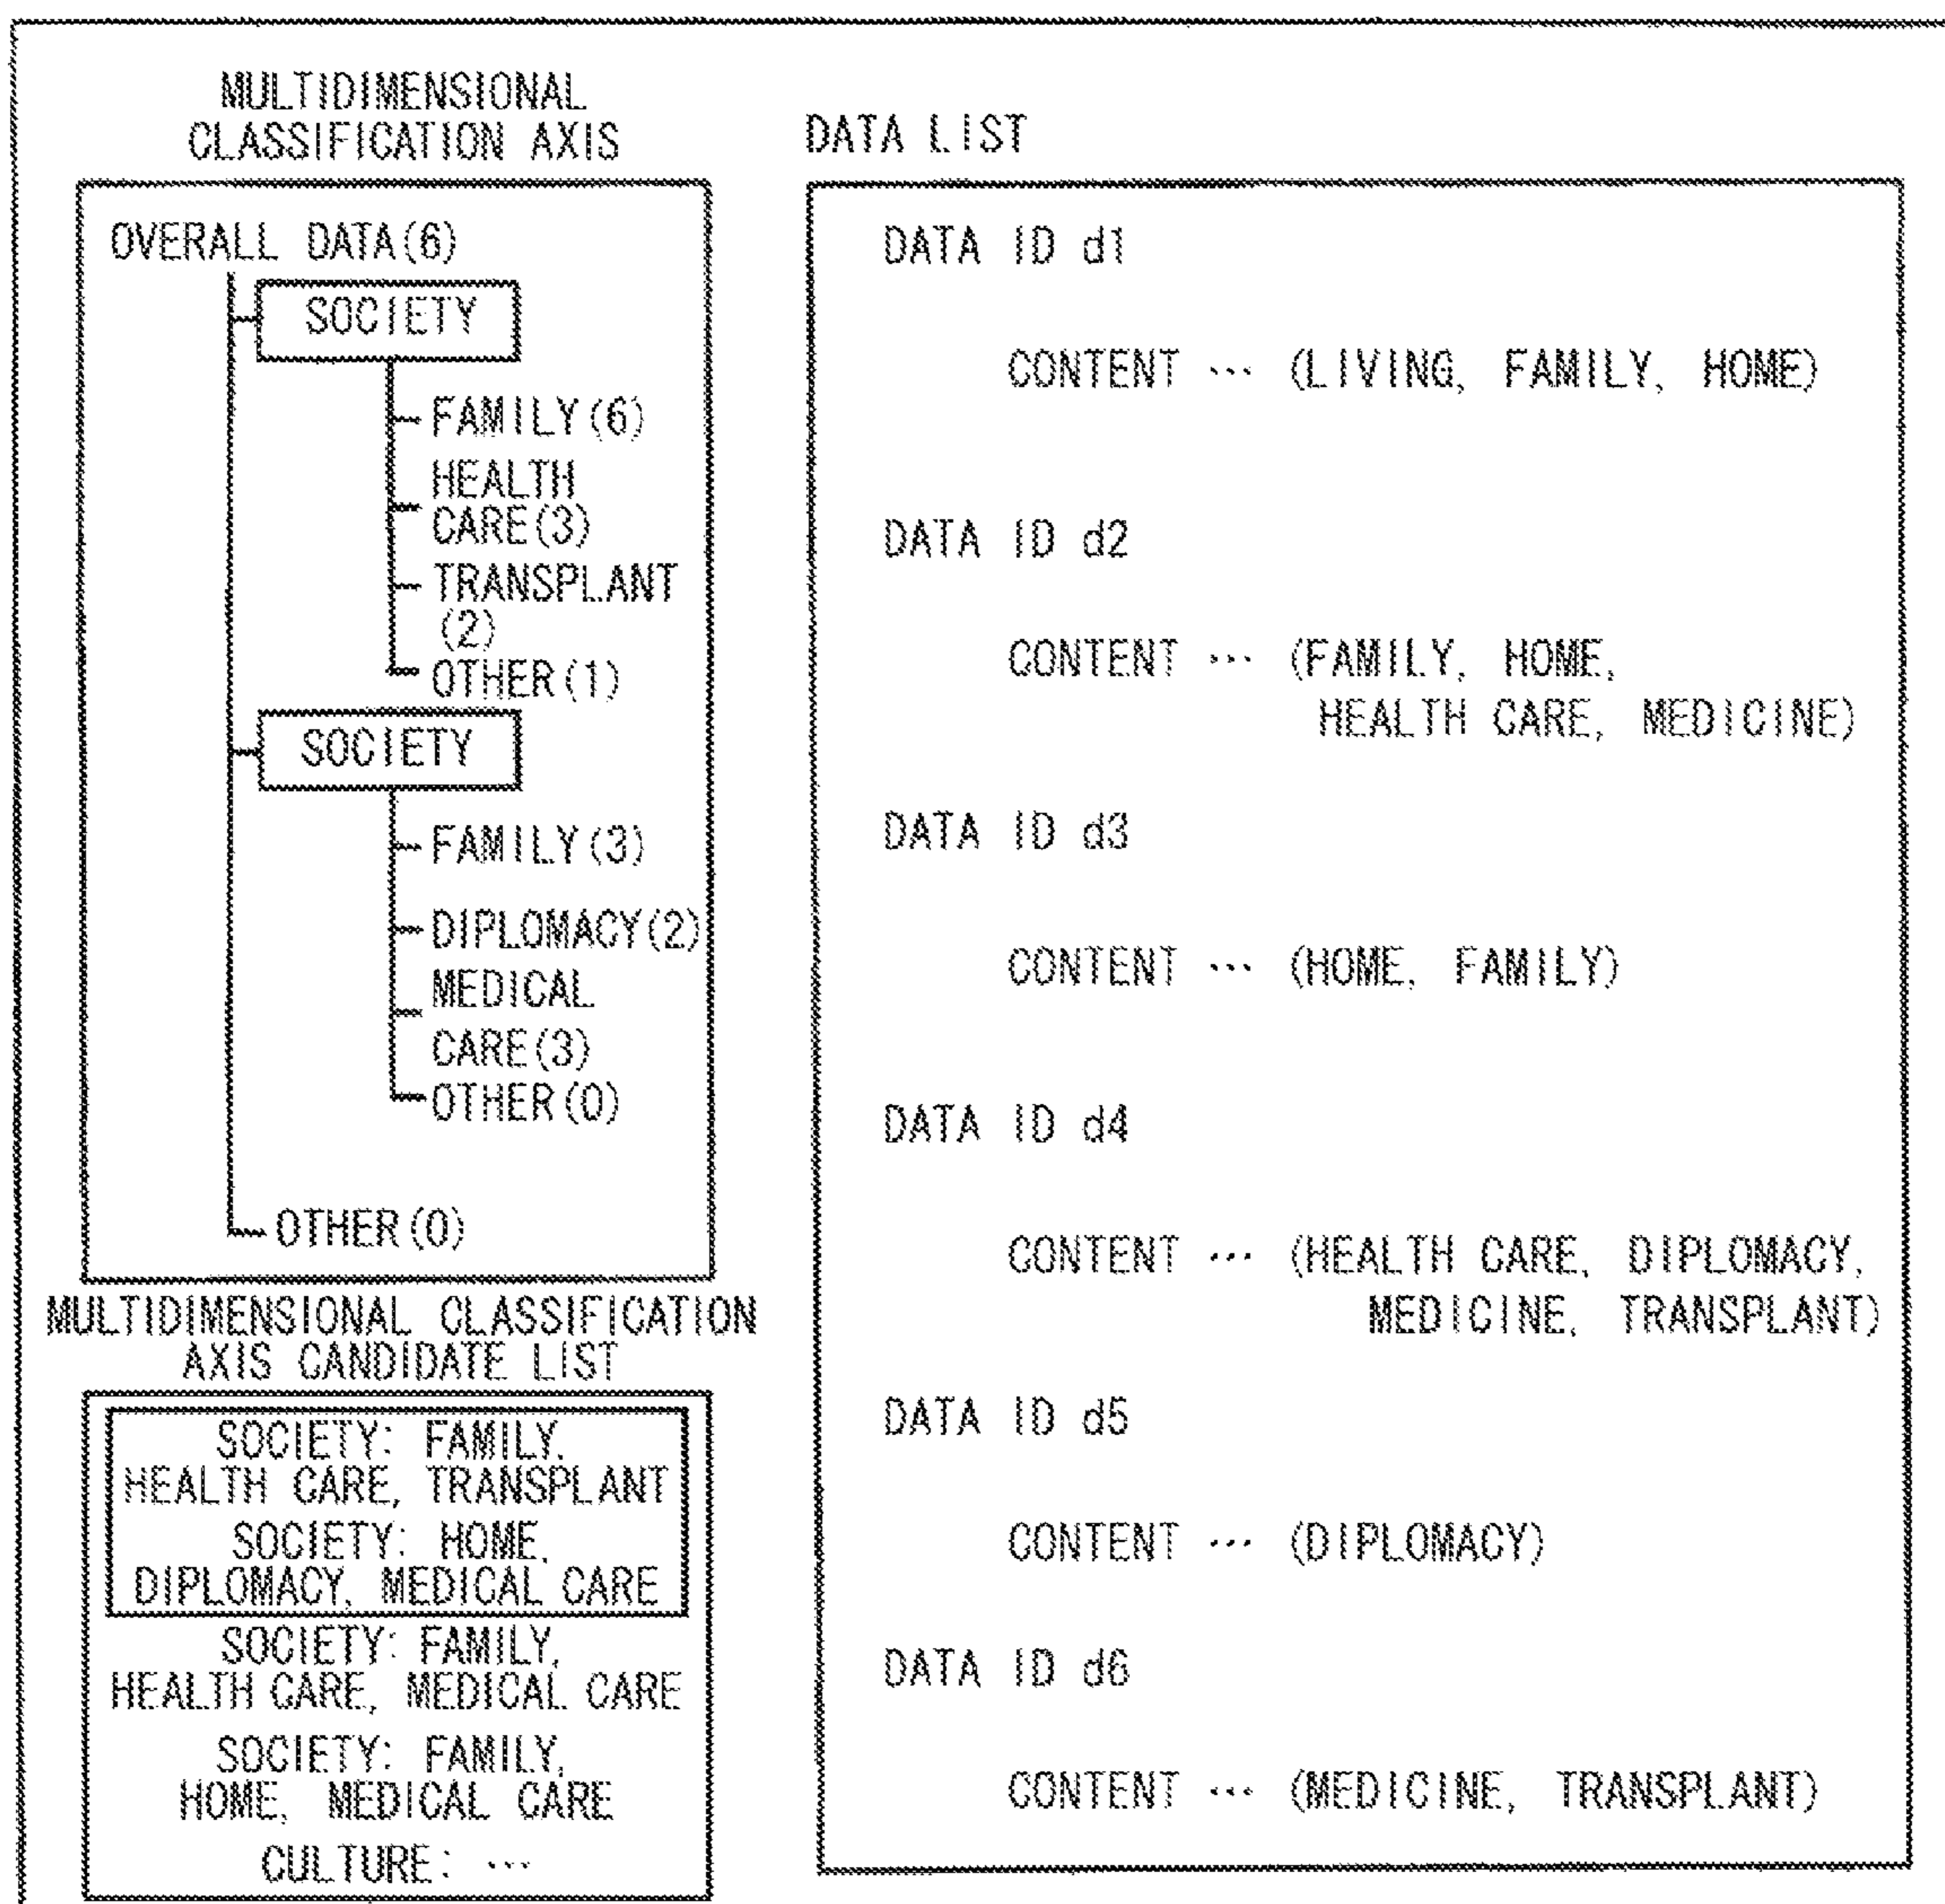 MULTIDIMENSIONAL
CLASSIFICATION AXIS
OVERALL DATA(6)
SOCIETY
FAMILY(6)
HEALTH
CARE(3)
TRANSPLANT
(2)
OTHER(1)
SOCIETY
FAMILY(3)
DIPLOMACY(2)
MEDICAL
CARE(3)
OTHER(0)
OTHER(0)
MULTIDIMENSIONAL CLASSIFICATION
AXIS CANDIDATE LIST
SOCIETY: FAMILY,
HEALTH CARE, TRANSPLANT
SOCIETY: HOME,
DIPLOMACY, MEDICAL CARE
SOCIETY: FAMILY,
HEALTH CARE, MEDICAL CARE
SOCIETY: FAMILY,
HOME, MEDICAL CARE
CULTURE: ...
DATA LIST
DATA ID d1
CONTENT ... (LIVING, FAMILY, HOME)
DATA ID d2
CONTENT ... (FAMILY, HOME,
HEALTH CARE, MEDICINE)
DATA ID d3
CONTENT ... (HOME, FAMILY)
DATA ID d4
CONTENT ... (HEALTH CARE, DIPLOMACY,
MEDICINE, TRANSPLANT)
DATA ID d5
CONTENT ... (DIPLOMACY)
DATA ID d6
CONTENT ... (MEDICINE, TRANSPLANT)